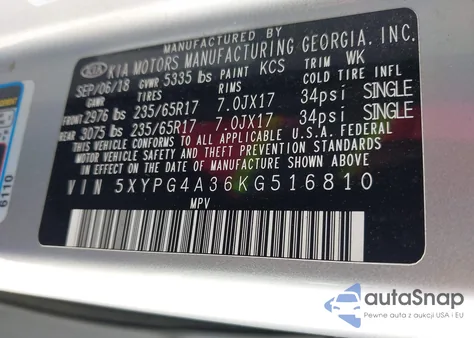 MANUFACTURED BY
KIA KIA MOTORS MANUFACTURING GEORGIA, INC.
SEP/06/18 GVWR 5335 lbs PAINT KCS TRIM WK
GAWR TIRES RIMS COLD TIRE INFL
FRONT 2976 lbs 235/65R17 7.0JX17 34psi SINGLE
REAR 3075 lbs 235/65R17 7.0JX17 34psi SINGLE
THIS VEHICLE CONFORMS TO ALL APPLICABLE U.S.A. FEDERAL
MOTOR VEHICLE SAFETY AND THEFT PREVENTION STANDARDS
IN EFFECT ON THE DATE OF MANUFACTURE SHOWN ABOVE
VIN 5XYPG4A36KG516810
MPV
6110
autoSnap
Pewne auta z aukcji USA i EU